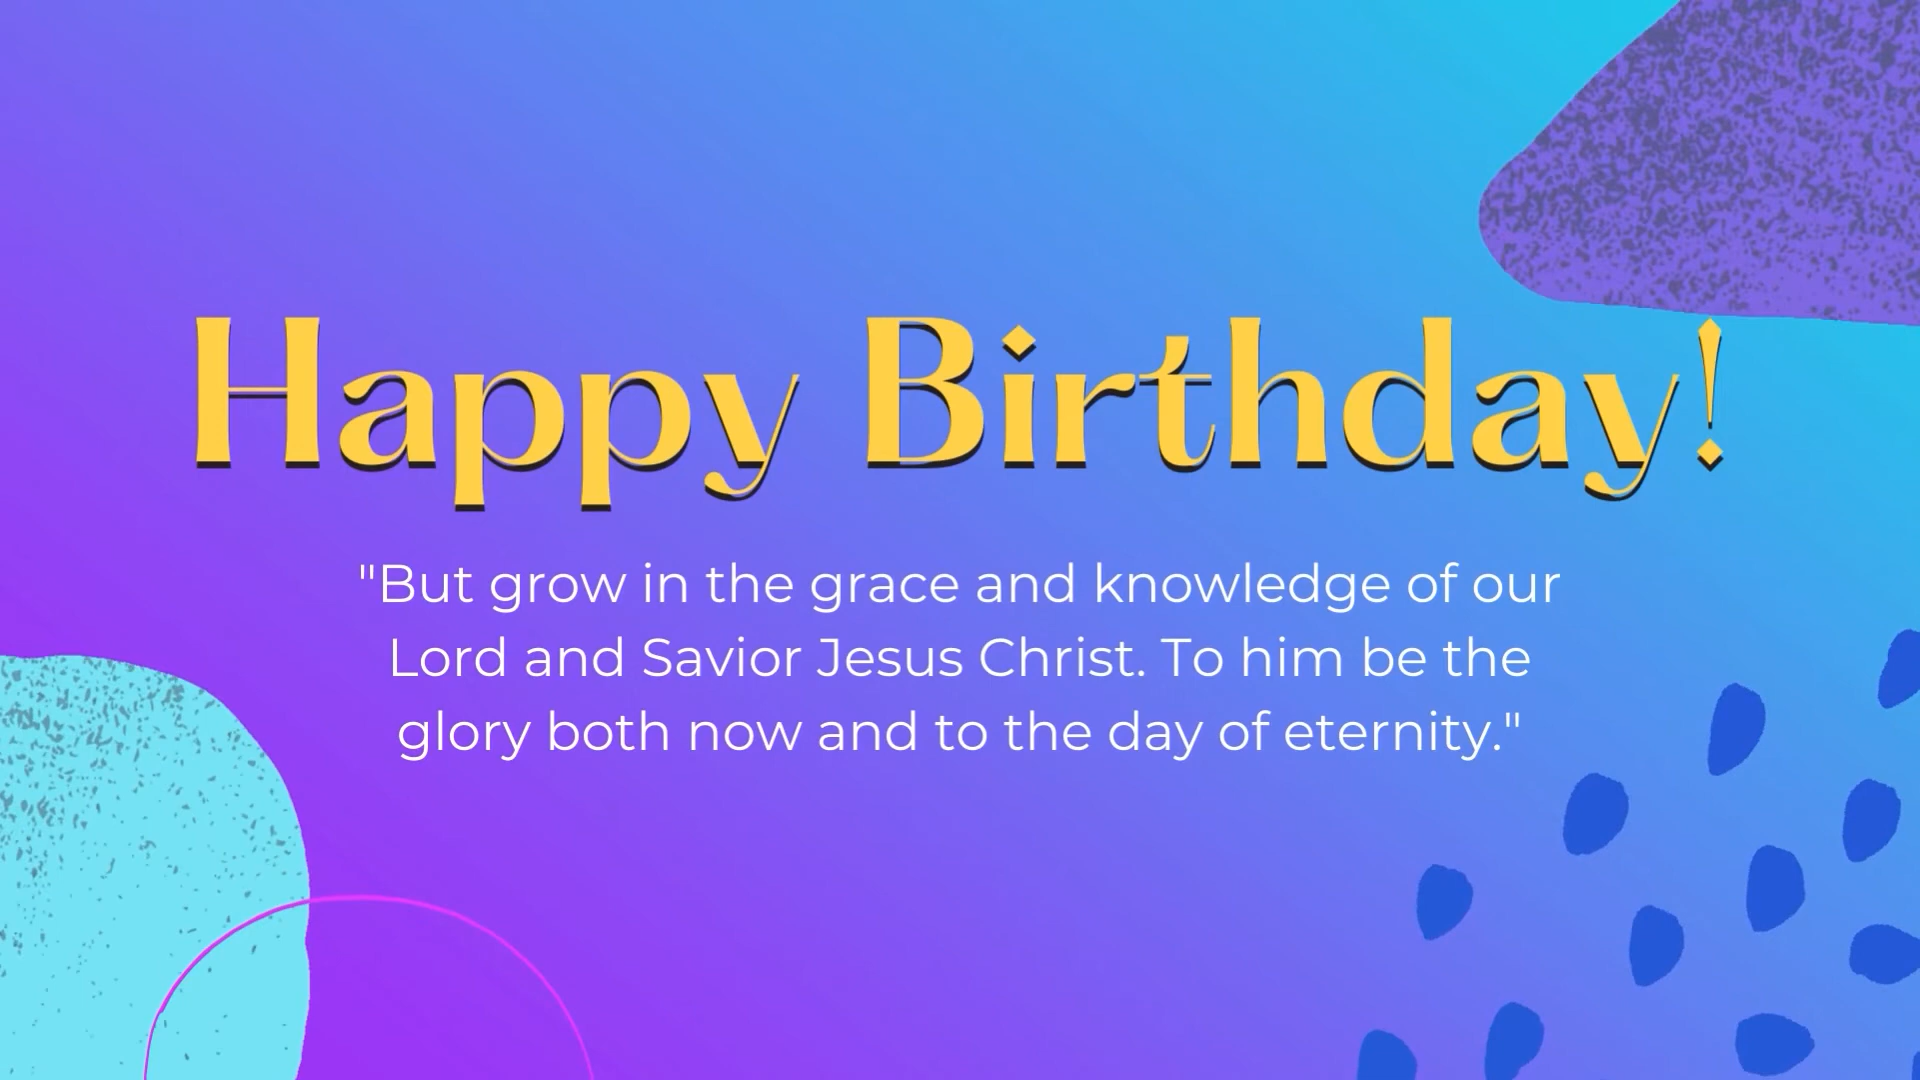 Happy Birthday!
"But grow in the grace and knowledge of our
Lord and Savior Jesus Christ. To him be the
glory both now and to the day of eternity."